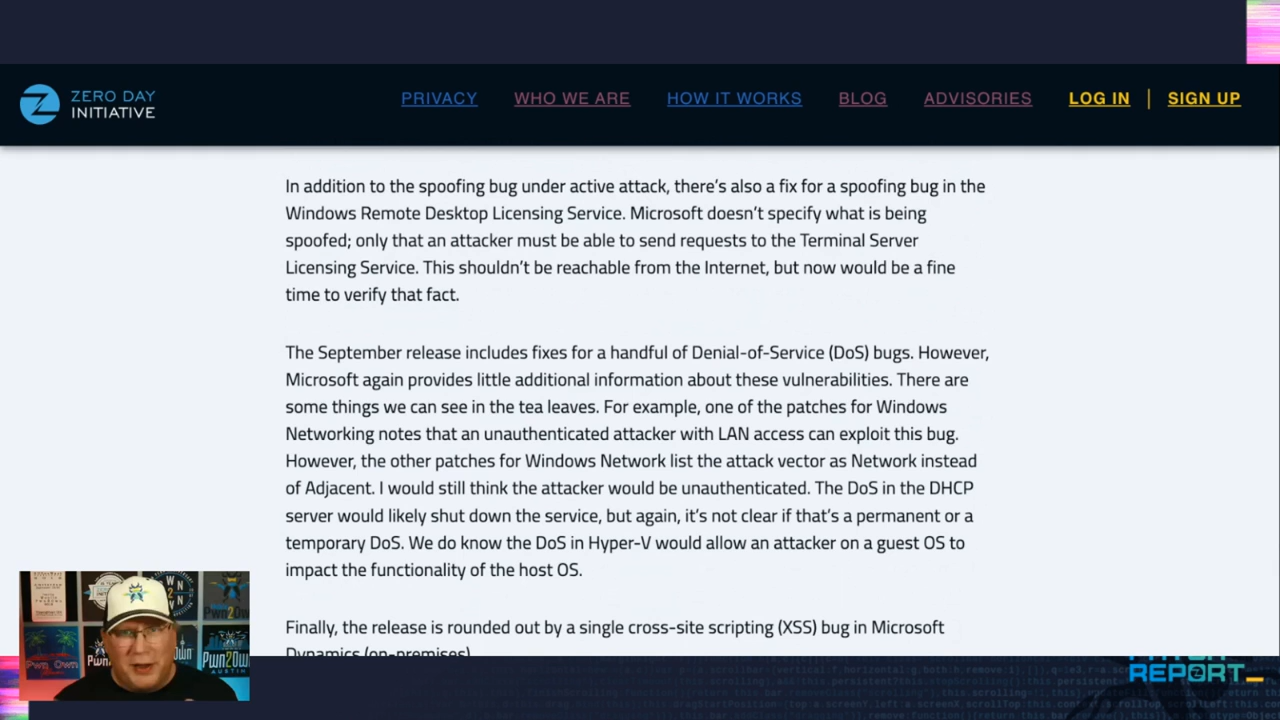 ZERO DAY
INITIATIVE
PRIVACY
WHO WE ARE
HOW IT WORKS
BLOG
ADVISORIES
LOG IN
SIGN UP
In addition to the spoofing bug under active attack, there's also a fix for a spoofing bug in the
Windows Remote Desktop Licensing Service. Microsoft doesn't specify what is being
spoofed; only that an attacker must be able to send requests to the Terminal Server
Licensing Service. This shouldn't be reachable from the Internet, but now would be a fine
time to verify that fact.
The September release includes fixes for a handful of Denial-of-Service (DoS) bugs. However,
Microsoft again provides little additional information about these vulnerabilities. There are
some things we can see in the tea leaves. For example, one of the patches for Windows
Networking notes that an unauthenticated attacker with LAN access can exploit this bug.
However, the other patches for Windows Network list the attack vector as Network instead
of Adjacent. I would still think the attacker would be unauthenticated. The DoS in the DHCP
server would likely shut down the service, but again, it's not clear if that's a permanent or a
temporary DoS. We do know the DoS in Hyper-V would allow an attacker on a guest OS to
impact the functionality of the host OS.
Finally, the release is rounded out by a single cross-site scripting (XSS) bug in Microsoft
Dynamics (on-premises).
Pwn2Own
Pwn Own
Pwn2Own
AUSTIN
PATCH
REPORT_